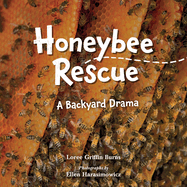 Honeybee
Rescue
A Backyard Drama
Loree Griffin Burns
Photographs by
Ellen Harasimowicz